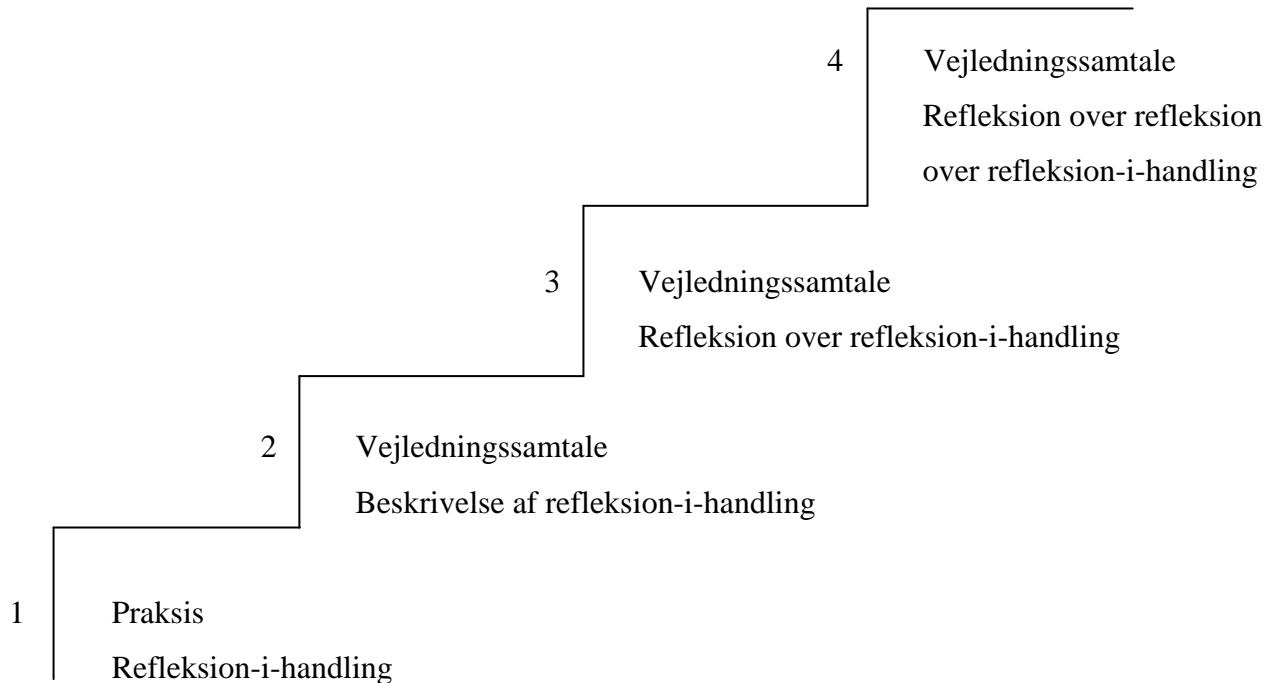 4 Vejledningssamtale
Refleksion over refleksion
over refleksion-i-handling
3 Vejledningssamtale
Refleksion over refleksion-i-handling
2 Vejledningssamtale
Beskrivelse af refleksion-i-handling
1 Praksis
Refleksion-i-handling